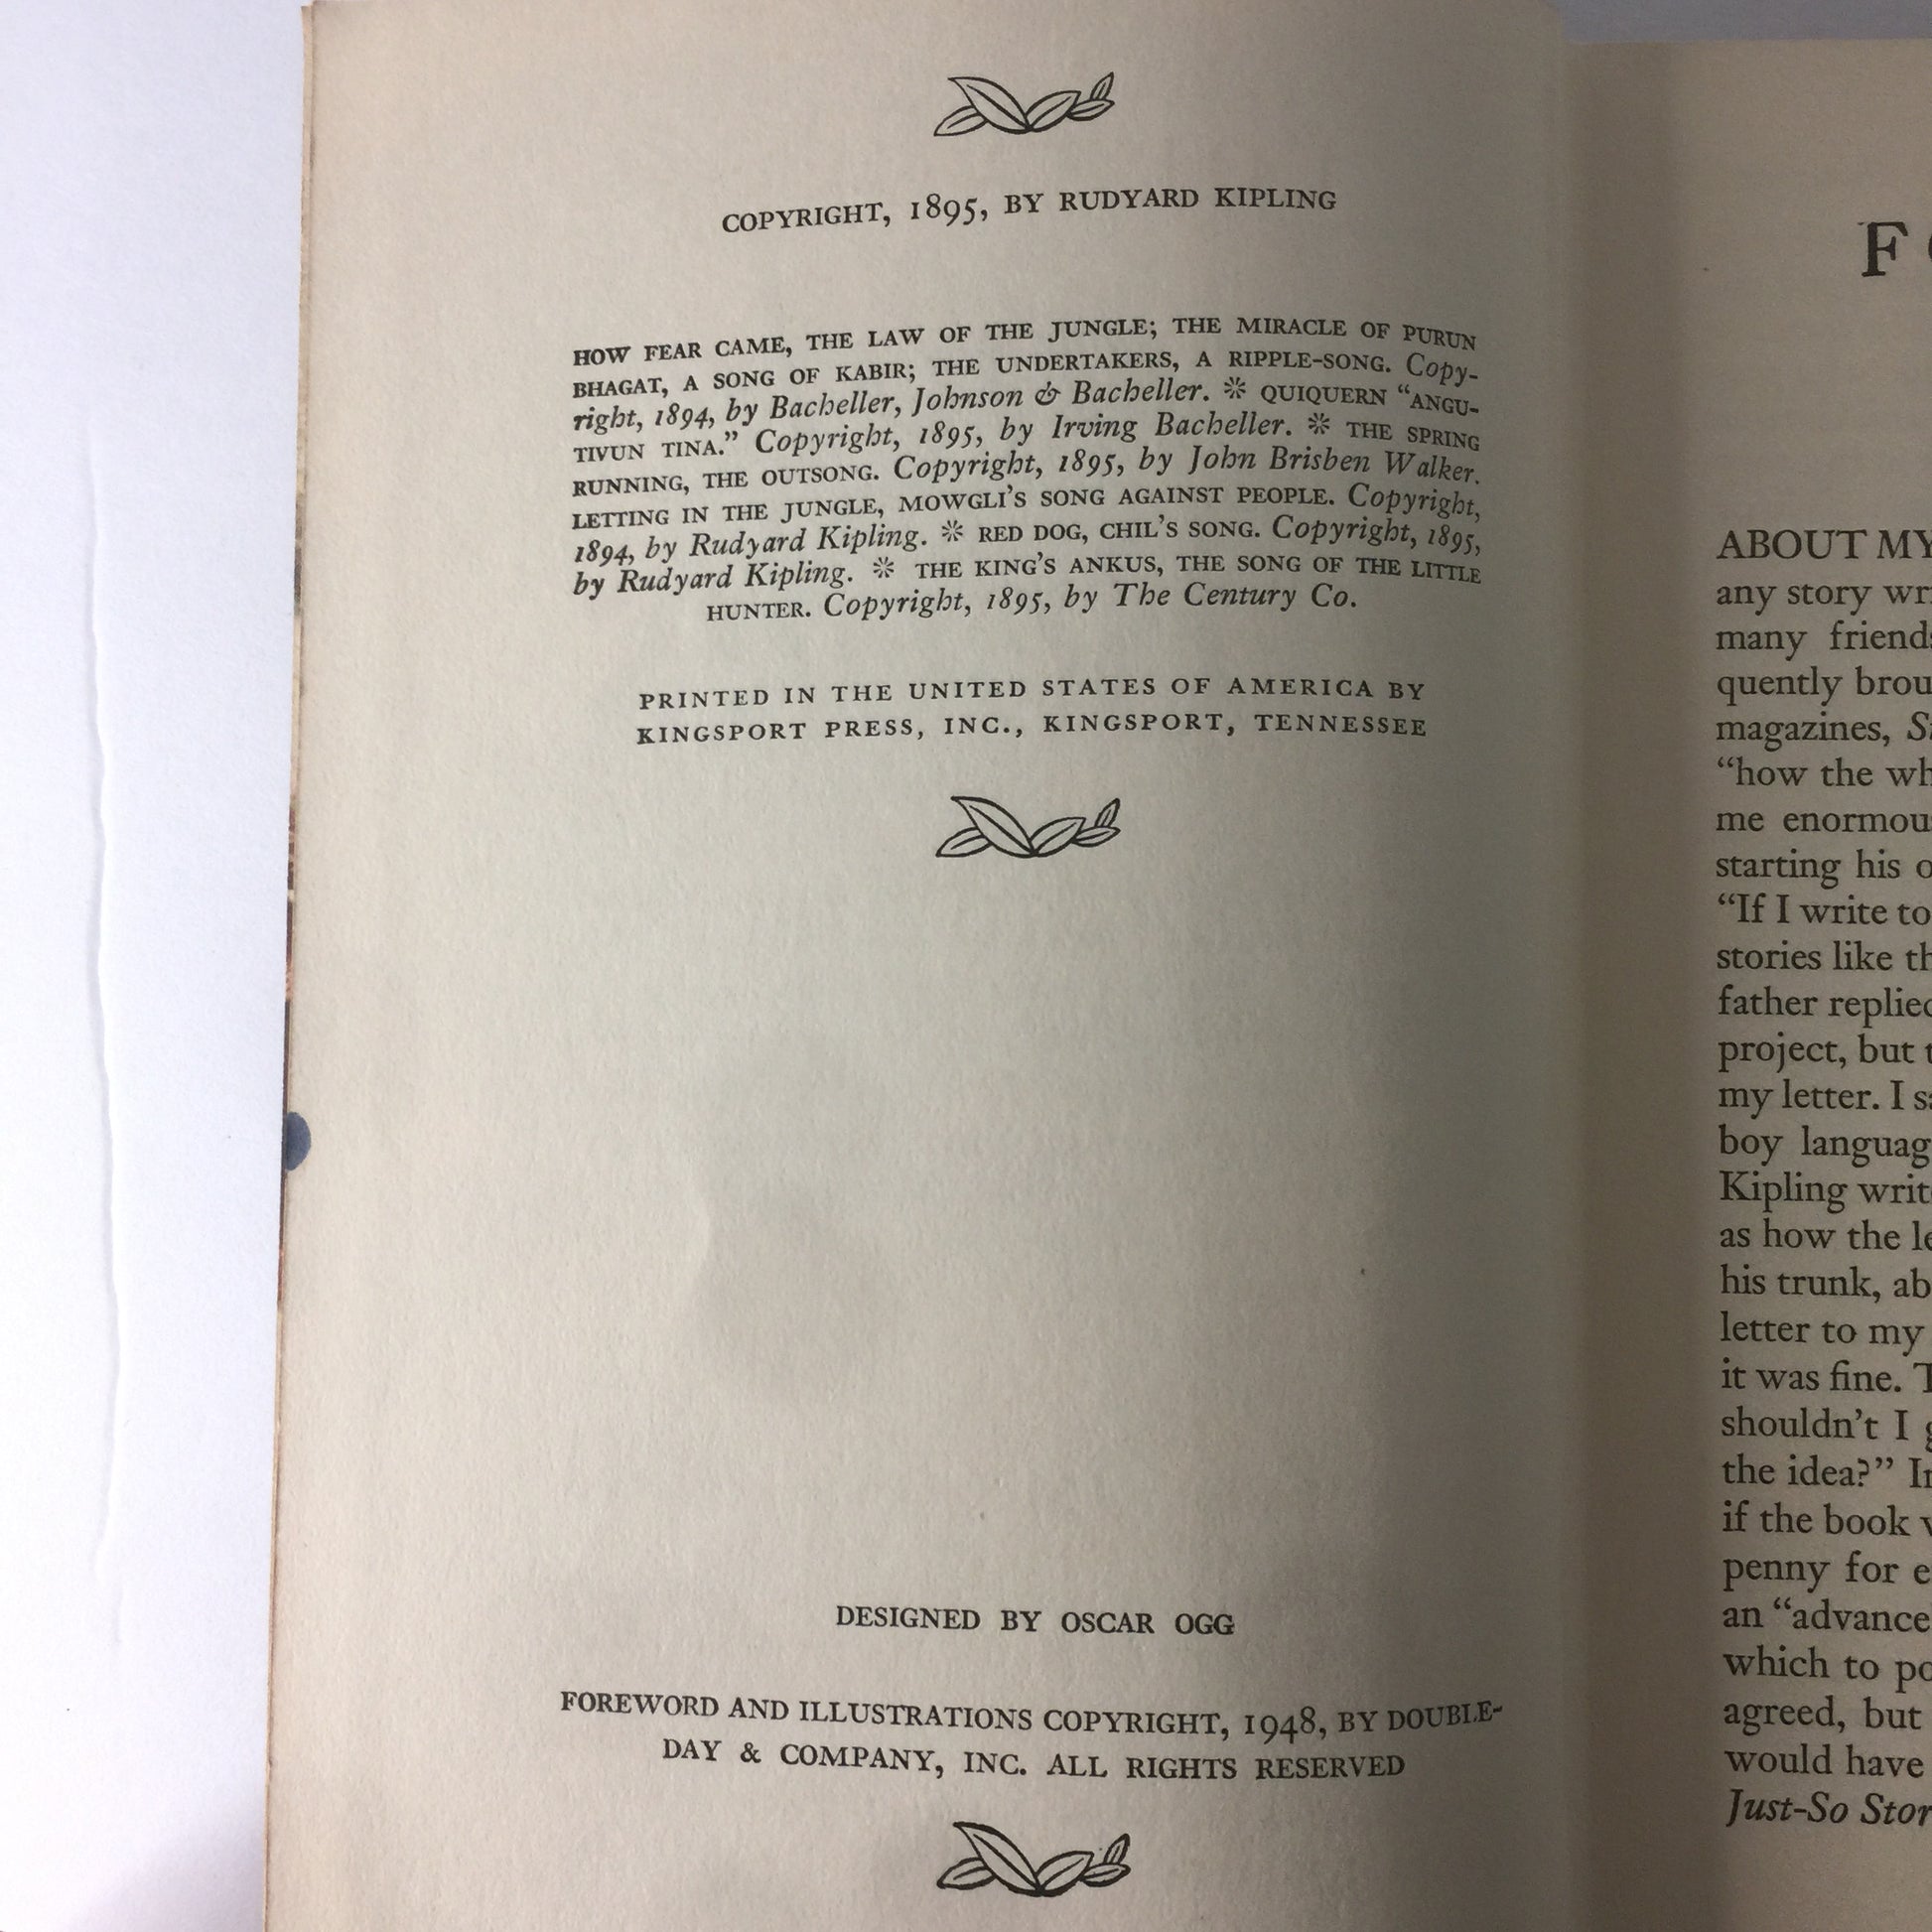 COPYRIGHT, 1895, BY RUDYARD KIPLING
HOW FEAR CAME, THE LAW OF THE JUNGLE; THE MIRACLE OF PURUN
BHAGAT, A SONG OF KABIR; THE UNDERTAKERS, A RIPPLE-SONG. Copy-
right, 1894, by Bacheller, Johnson & Bacheller. ❊ QUIQUERN "ANGU-
TIVUN TINA." Copyright, 1895, by Irving Bacheller. ❊ THE SPRING
RUNNING, THE OUTSONG. Copyright, 1895, by John Brisben Walker.
LETTING IN THE JUNGLE, MOWGLI'S SONG AGAINST PEOPLE. Copyright,
1894, by Rudyard Kipling. ❊ RED DOG, CHIL'S SONG. Copyright, 1895,
by Rudyard Kipling. ❊ THE KING'S ANKUS, THE SONG OF THE LITTLE
HUNTER. Copyright, 1895, by The Century Co.
PRINTED IN THE UNITED STATES OF AMERICA BY
KINGSPORT PRESS, INC., KINGSPORT, TENNESSEE
DESIGNED BY OSCAR OGG
FOREWORD AND ILLUSTRATIONS COPYRIGHT, 1948, BY DOUBLE-
DAY & COMPANY, INC. ALL RIGHTS RESERVED
F
ABOUT MY
any story
many friends
quently
magazines,
"how the
me
starting his
"If I write to
stories like
father
project, but
my letter. I
boy
Kipling
as how the
his trunk,
letter to my
it was fine.
shouldn't I
the idea?"
if the book
penny for
an "advance
which to
agreed, but
would have
Just-So